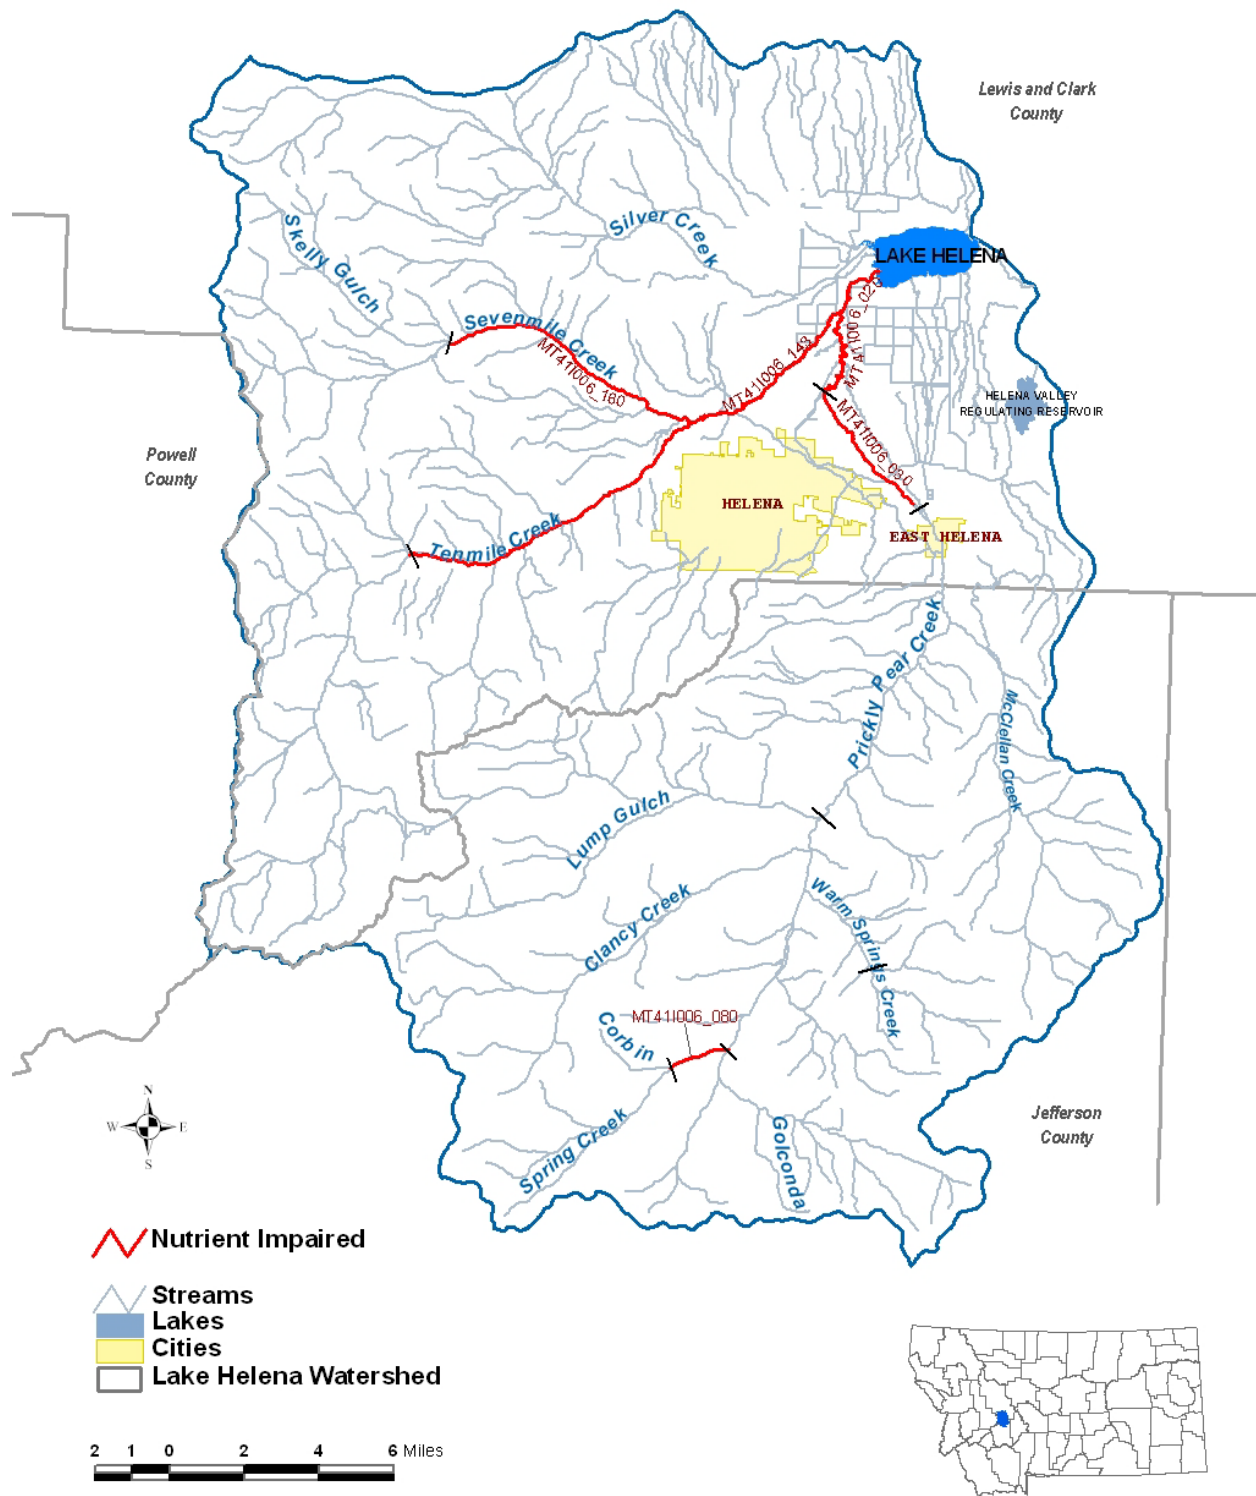 Lewis and Clark
County
Silver Creek
Skelly Gulch
LAKE HELENA
MT41I006_020
Sevenmile Creek
MT41I006_160
MT41I006_143
MT41I006_030
HELENA VALLEY
REGULATING RESERVOIR
Powell
County
HELENA
EAST HELENA
Tenmile Creek
Prickly Pear Creek
McClellan Creek
Lump Gulch
Warm Springs Creek
Clancy Creek
MT41I006_080
Corbin
Spring Creek
Golconda
Jefferson
County
N
W E
S
Nutrient Impaired
Streams
Lakes
Cities
Lake Helena Watershed
2 1 0 2 4 6 Miles